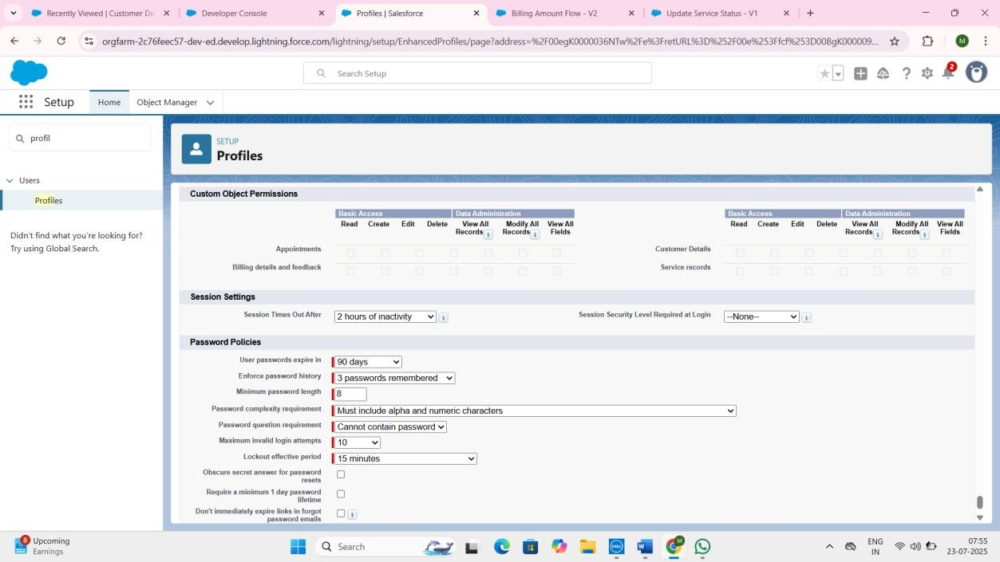 Recently Viewed | Customer De
Developer Console
Profiles | Salesforce
Billing Amount Flow - V2
Update Service Status - V1
orgfarm-2c76feec57-dev-ed.develop.lightning.force.com/lightning/setup/EnhancedProfiles/page?address=%2F00egK0000036NTw%2Fe%3FretURL%3D%252F00e%253Ffcf%253D00BgK000009...
M
Search Setup
2
Setup
Home
Object Manager
profil
Users
Profiles
Didn't find what you're looking for?
Try using Global Search.
SETUP
Profiles
Custom Object Permissions
Basic Access Data Administration Basic Access Data Administration
Read Create Edit Delete View All Records Modify All Records View All Fields Read Create Edit Delete View All Records Modify All Records View All Fields
Appointments Customer Details
Billing details and feedback Service records
Session Settings
Session Times Out After 2 hours of inactivity Session Security Level Required at Login --None--
Password Policies
User passwords expire in 90 days
Enforce password history 3 passwords remembered
Minimum password length 8
Password complexity requirement Must include alpha and numeric characters
Password question requirement Cannot contain password
Maximum invalid login attempts 10
Lockout effective period 15 minutes
Obscure secret answer for password
resets
Require a minimum 1 day password
lifetime
Don't immediately expire links in forgot
password emails
8
Upcoming
Earnings
Search
ENG
IN
07:55
23-07-2025